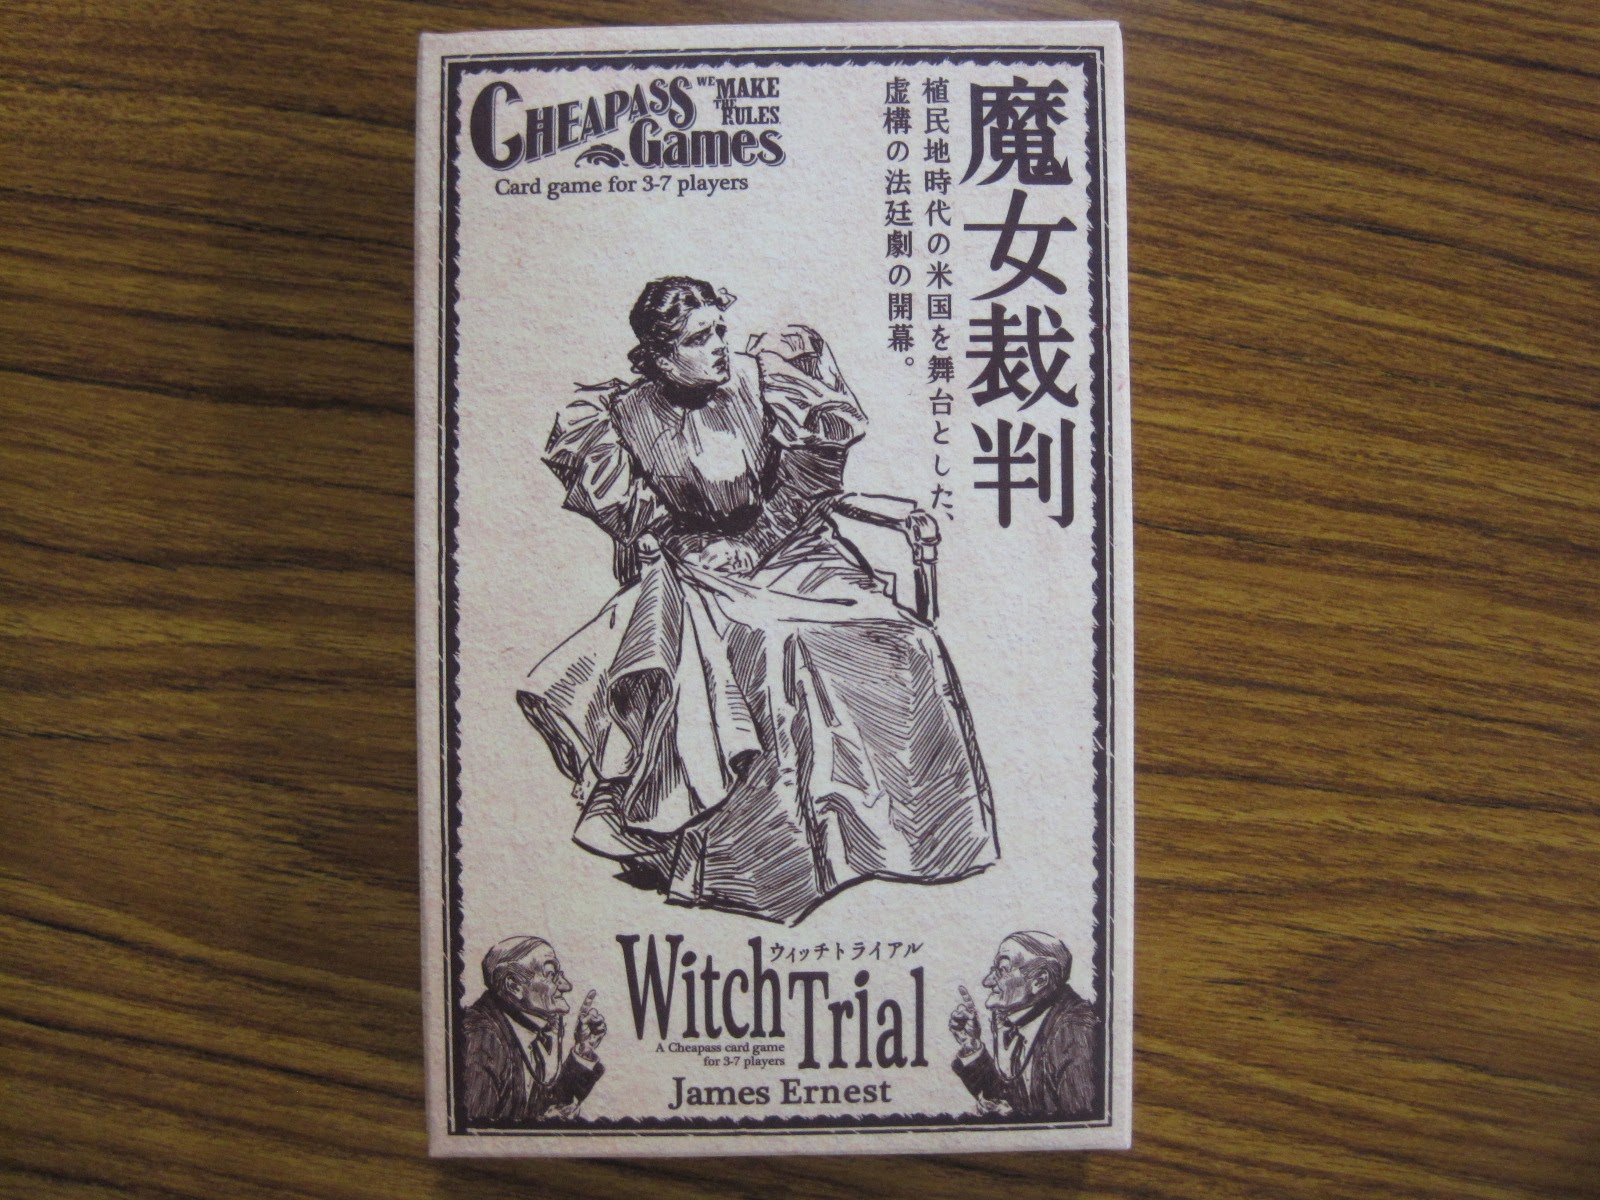 CHEAPASS
WE MAKE
THE RULES
Games
Card game for 3-7 players
魔女裁判
植民地時代の米国を舞台とした、
虚構の法廷劇の開幕。
ウィッチトライアル
Witch Trial
A Cheapass card game
for 3-7 players
James Ernest